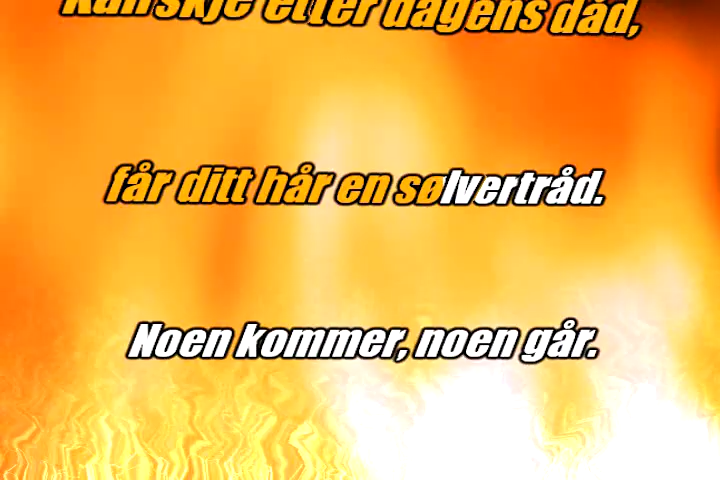 Kanskje etter dagens dåd,
får ditt hår en sølvertråd.
Noen kommer, noen går.